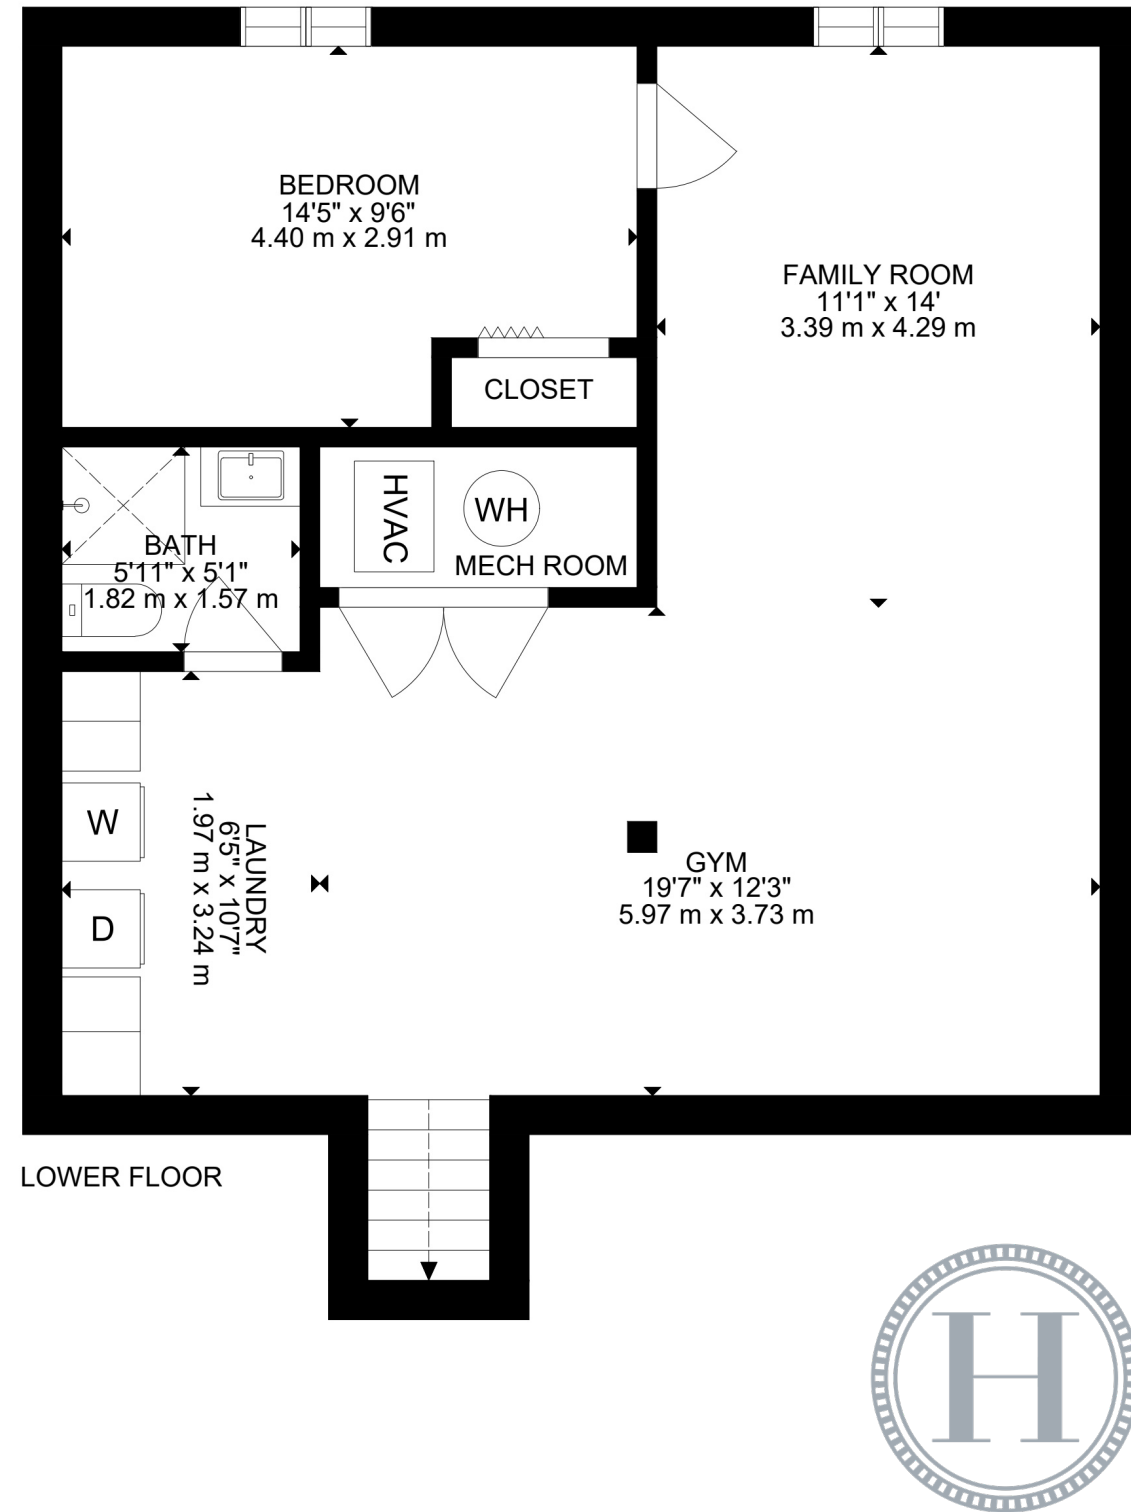 BEDROOM
14'5" x 9'6"
4.40 m x 2.91 m
FAMILY ROOM
11'1" x 14'
3.39 m x 4.29 m
CLOSET
HVAC
WH
MECH ROOM
BATH
5'11" x 5'1"
1.82 m x 1.57 m
W
D
LAUNDRY
6'5" x 10'7"
1.97 m x 3.24 m
GYM
19'7" x 12'3"
5.97 m x 3.73 m
LOWER FLOOR
H